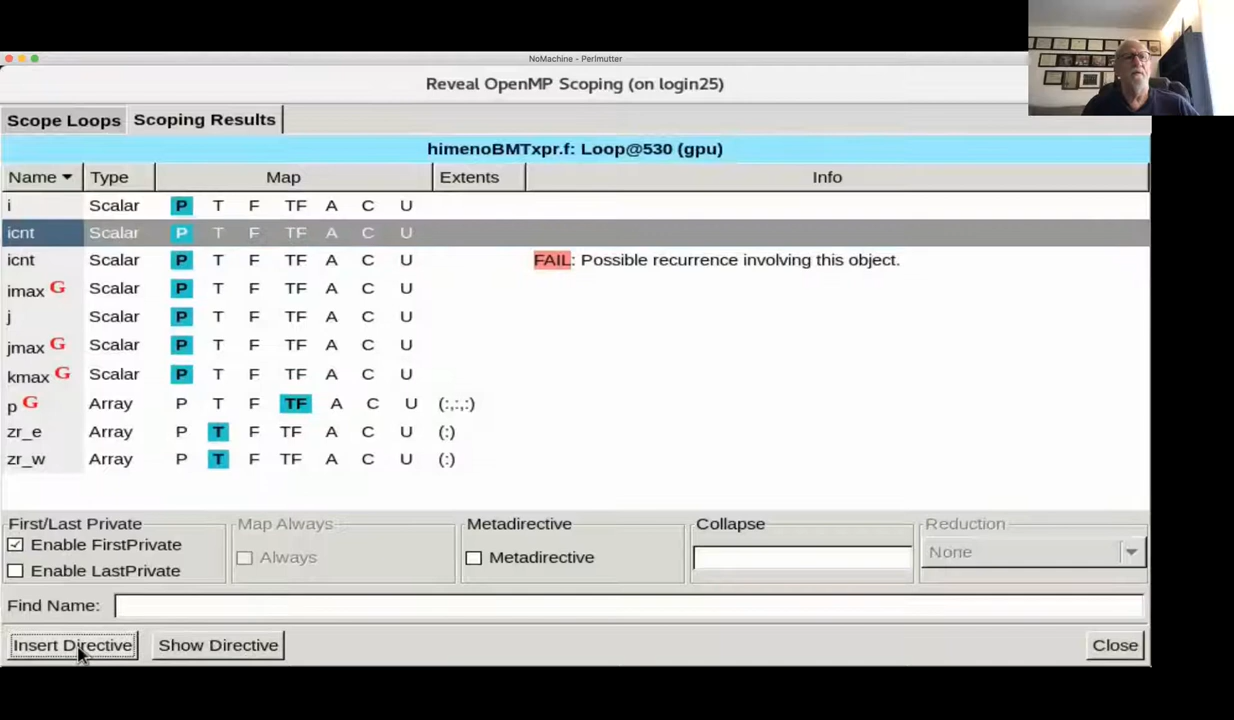 NoMachine - Perlmutter
Reveal OpenMP Scoping (on login25)
Scope Loops Scoping Results
himenoBMTxpr.f: Loop@530 (gpu)
Name Type Map Extents Info
i Scalar P T F TF A C U
icnt Scalar P T F TF A C U
icnt Scalar P T F TF A C U FAIL: Possible recurrence involving this object.
imax G Scalar P T F TF A C U
j Scalar P T F TF A C U
jmax G Scalar P T F TF A C U
kmax G Scalar P T F TF A C U
p G Array P T F TF A C U (:,:,:)
zr_e Array P T F TF A C U (:)
zr_w Array P T F TF A C U (:)
First/Last Private Map Always Metadirective Collapse Reduction
Enable FirstPrivate Always Metadirective None
Enable LastPrivate
Find Name:
Insert Directive Show Directive Close